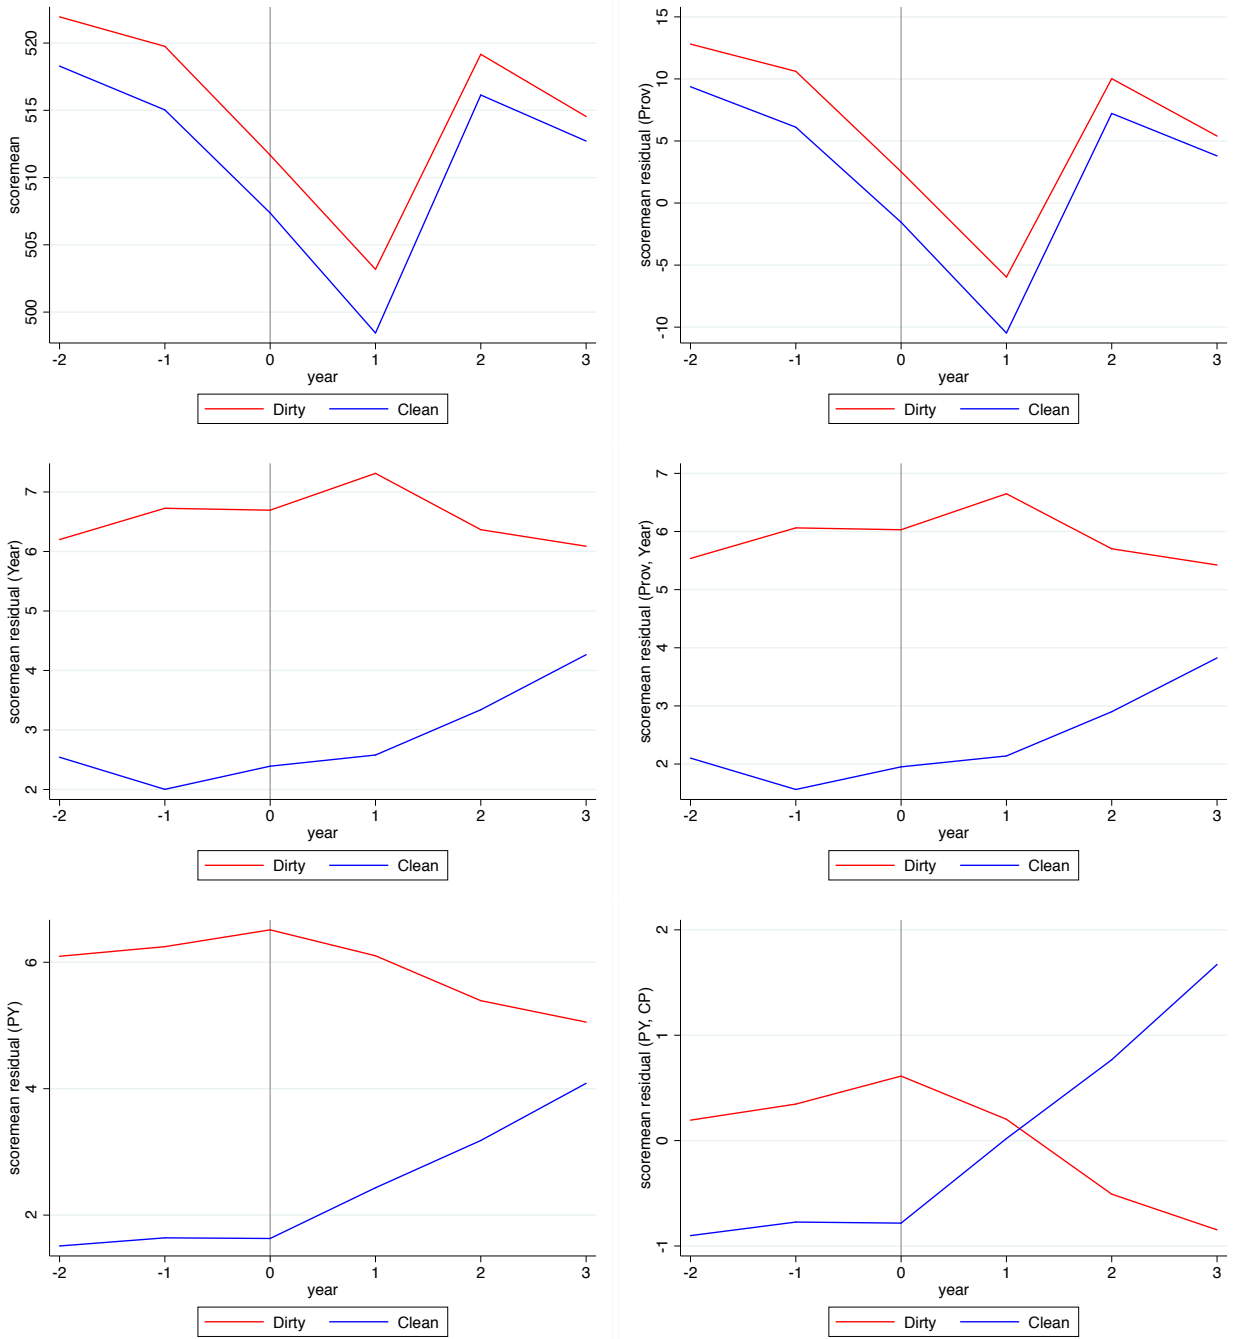 scoremean
520
515
510
505
500
-2 -1 0 1 2 3
year
Dirty Clean
scoremean residual (Prov)
15
10
5
0
-5
-10
-2 -1 0 1 2 3
year
Dirty Clean
scoremean residual (Year)
7
6
5
4
3
2
-2 -1 0 1 2 3
year
Dirty Clean
scoremean residual (Prov, Year)
7
6
5
4
3
2
-2 -1 0 1 2 3
year
Dirty Clean
scoremean residual (PY)
6
4
2
-2 -1 0 1 2 3
year
Dirty Clean
scoremean residual (PY, CP)
2
1
0
-1
-2 -1 0 1 2 3
year
Dirty Clean